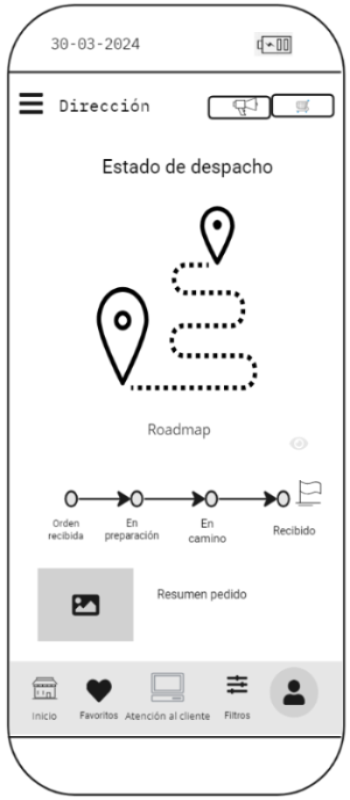 30-03-2024
Dirección
Estado de despacho
Roadmap
Orden recibida
En preparación
En camino
Recibido
Resumen pedido
Inicio
Favoritos
Atención al cliente
Filtros